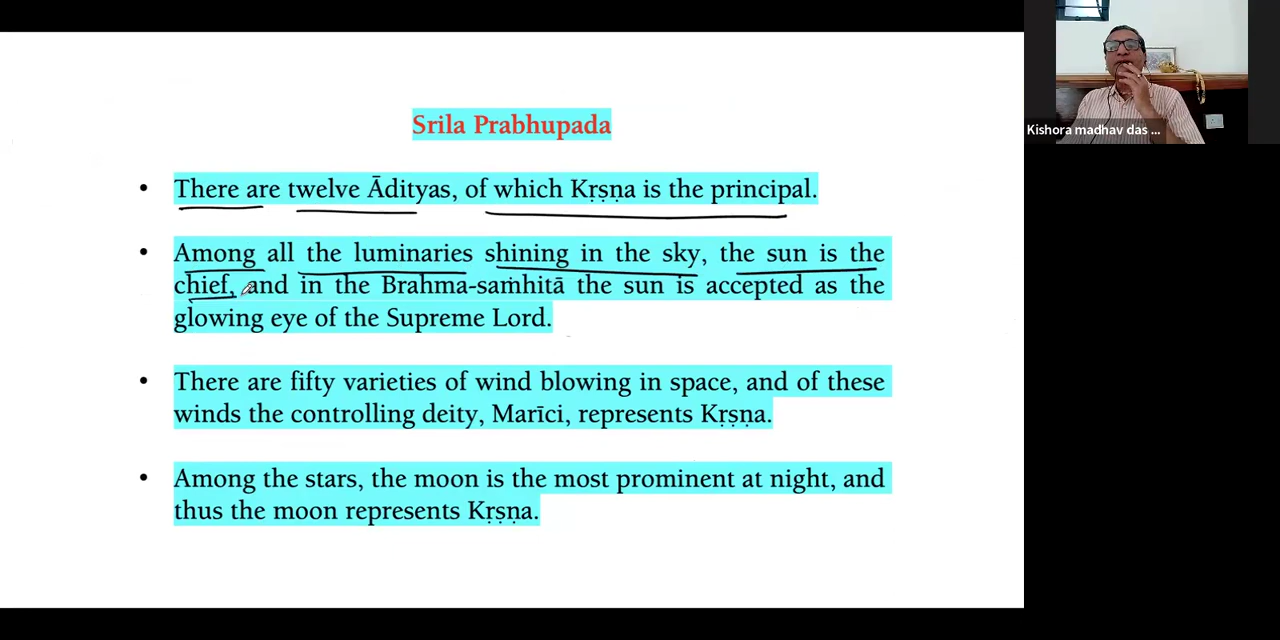 Srila Prabhupada
• There are twelve Ādityas, of which Kṛṣṇa is the principal.
• Among all the luminaries shining in the sky, the sun is the
chief, and in the Brahma-saṁhitā the sun is accepted as the
glowing eye of the Supreme Lord.
• There are fifty varieties of wind blowing in space, and of these
winds the controlling deity, Marīci, represents Kṛṣṇa.
• Among the stars, the moon is the most prominent at night, and
thus the moon represents Kṛṣṇa.
Kishora madhav das ...